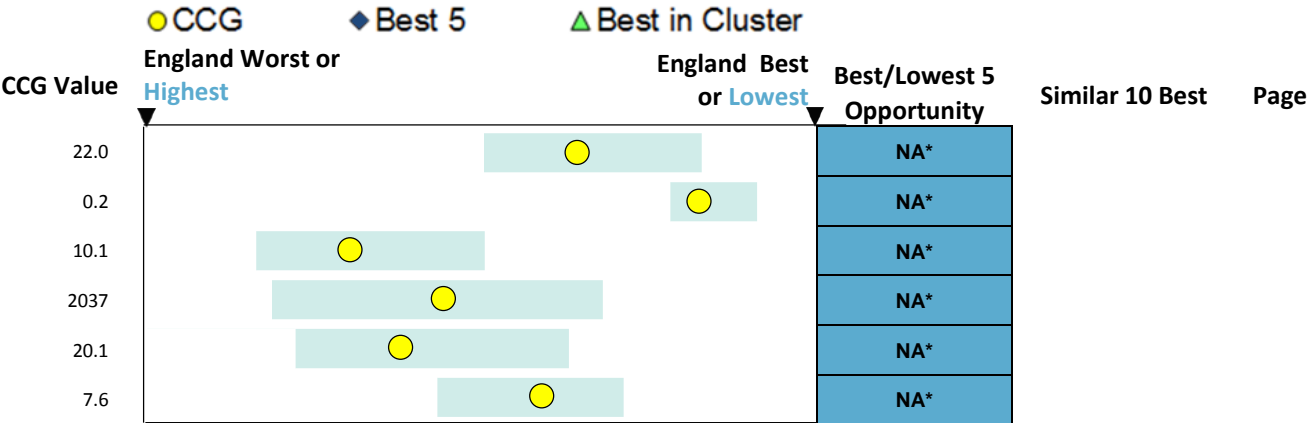 CCG Best 5 Best in Cluster
CCG Value England Worst or Highest England Best or Lowest Best/Lowest 5 Opportunity Similar 10 Best Page
22.0 NA*
0.2 NA*
10.1 NA*
2037 NA*
20.1 NA*
7.6 NA*